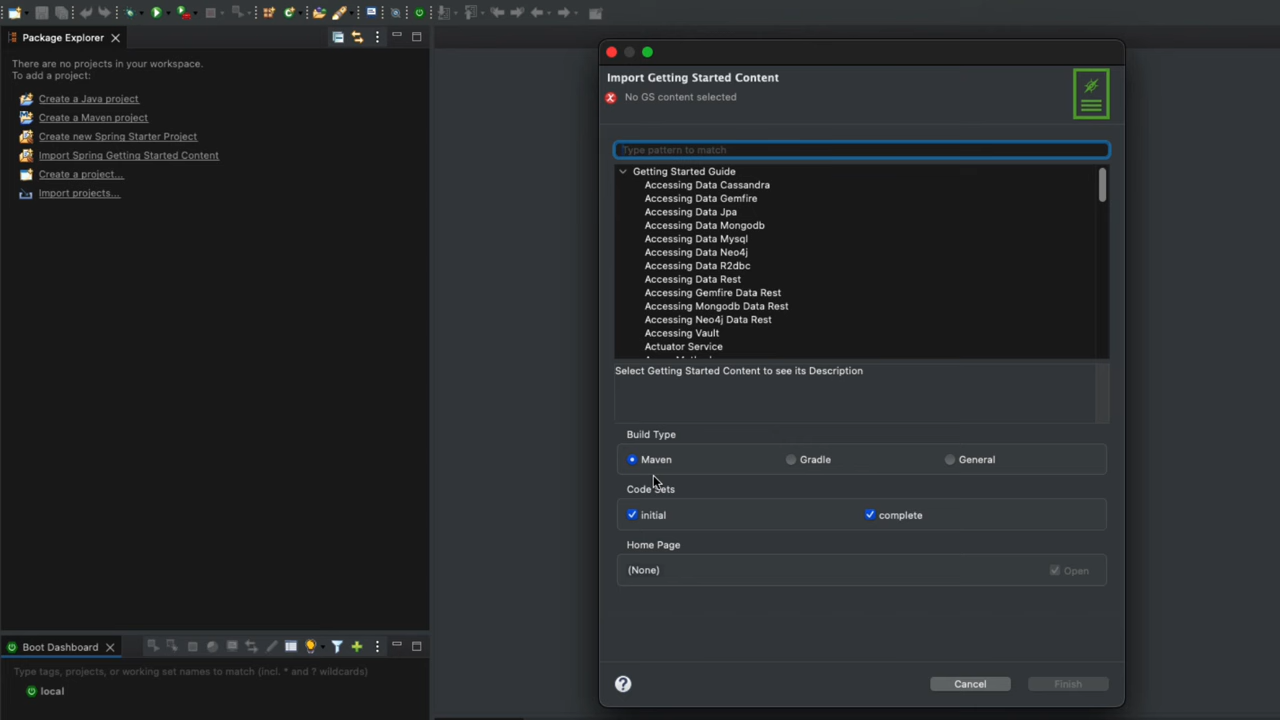 Package Explorer
There are no projects in your workspace.
To add a project:
Create a Java project
Create a Maven project
Create new Spring Starter Project
Import Spring Getting Started Content
Create a project...
Import projects...
Import Getting Started Content
No GS content selected
Type pattern to match
Getting Started Guide
Accessing Data Cassandra
Accessing Data Gemfire
Accessing Data Jpa
Accessing Data Mongodb
Accessing Data Mysql
Accessing Data Neo4j
Accessing Data R2dbc
Accessing Data Rest
Accessing Gemfire Data Rest
Accessing Mongodb Data Rest
Accessing Neo4j Data Rest
Accessing Vault
Actuator Service
Select Getting Started Content to see its Description
Build Type
Maven Gradle General
Code Sets
initial complete
Home Page
(None) Open
Cancel Finish
Boot Dashboard
Type tags, projects, or working set names to match (incl. * and ? wildcards)
local